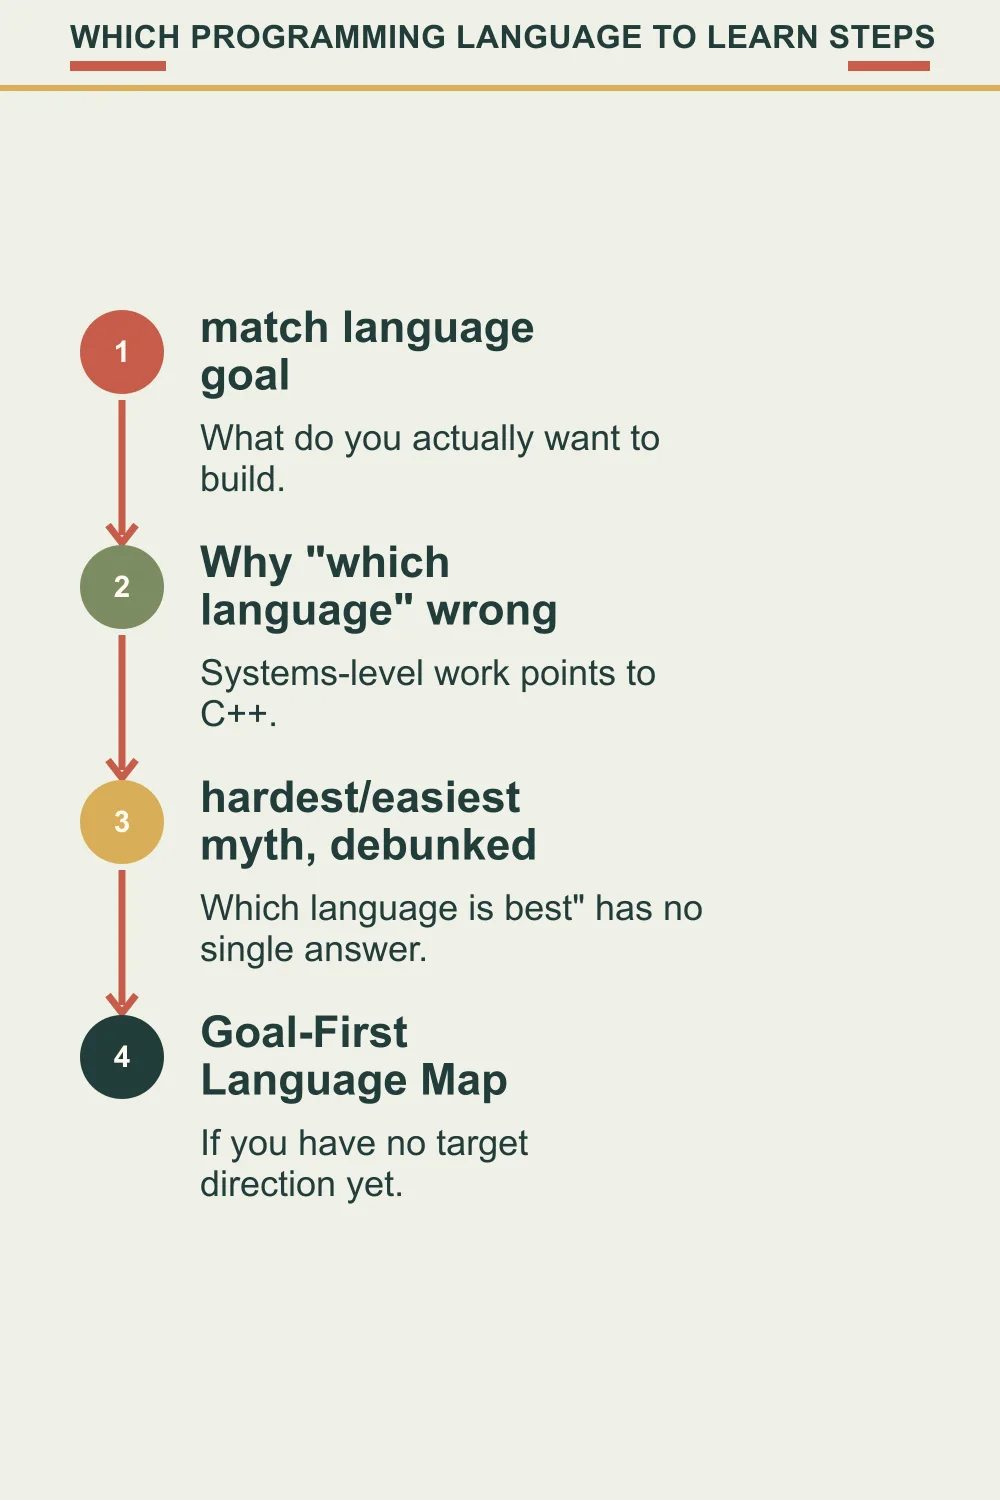 WHICH PROGRAMMING LANGUAGE TO LEARN STEPS
1
match language
goal
What do you actually want to
build.
2
Why "which
language" wrong
Systems-level work points to
C++.
3
hardest/easiest
myth, debunked
Which language is best" has no
single answer.
4
Goal-First
Language Map
If you have no target
direction yet.